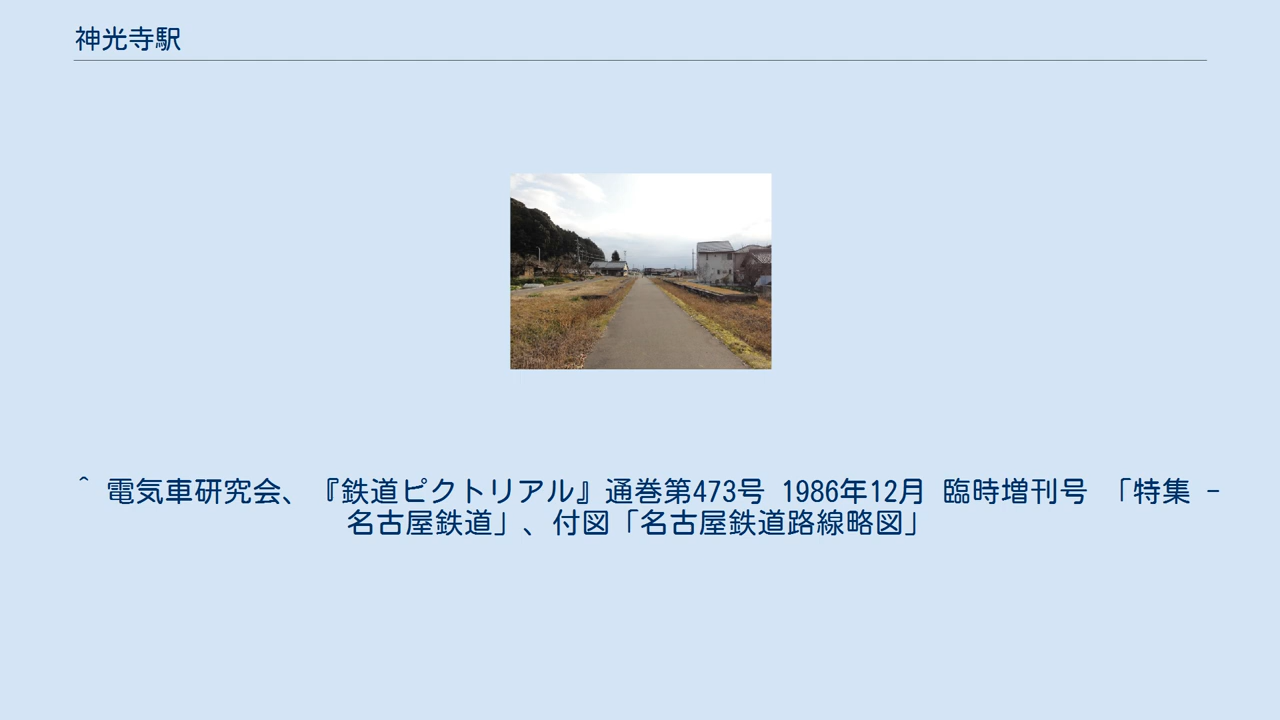 神光寺駅
^ 電気車研究会、『鉄道ピクトリアル』通巻第473号 1986年12月 臨時増刊号 「特集 -
名古屋鉄道」、付図「名古屋鉄道路線略図」